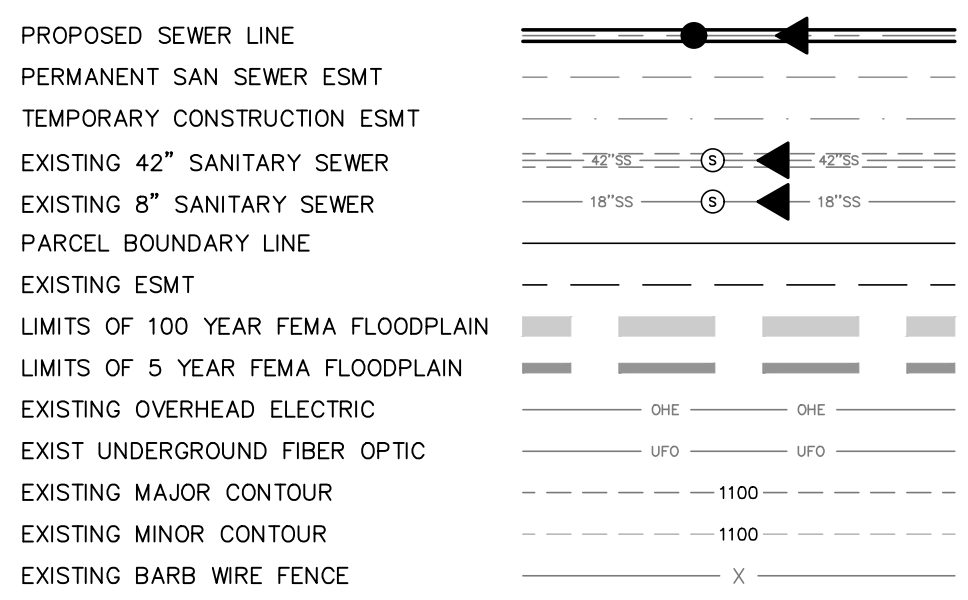 PROPOSED SEWER LINE
PERMANENT SAN SEWER ESMT
TEMPORARY CONSTRUCTION ESMT
EXISTING 42” SANITARY SEWER 42”SS S 42”SS
EXISTING 8” SANITARY SEWER 18”SS S 18”SS
PARCEL BOUNDARY LINE
EXISTING ESMT
LIMITS OF 100 YEAR FEMA FLOODPLAIN
LIMITS OF 5 YEAR FEMA FLOODPLAIN
EXISTING OVERHEAD ELECTRIC OHE OHE
EXIST UNDERGROUND FIBER OPTIC UFO UFO
EXISTING MAJOR CONTOUR 1100
EXISTING MINOR CONTOUR 1100
EXISTING BARB WIRE FENCE X